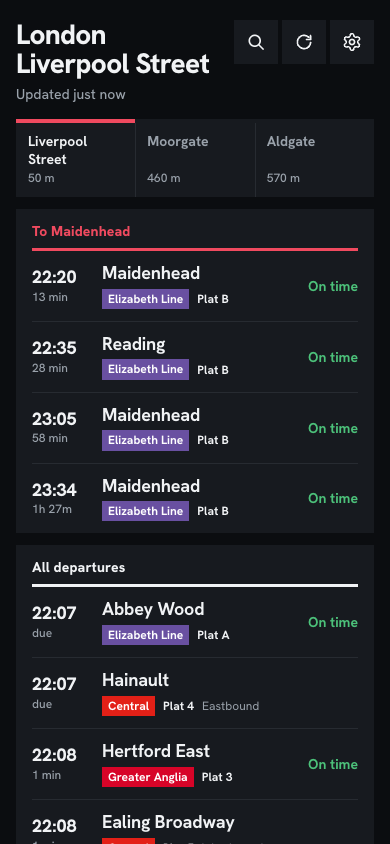 London
Liverpool Street
Updated just now
Liverpool
Street
50 m
Moorgate
460 m
Aldgate
570 m
To Maidenhead
22:20
13 min
Maidenhead
Elizabeth Line Plat B
On time
22:35
28 min
Reading
Elizabeth Line Plat B
On time
23:05
58 min
Maidenhead
Elizabeth Line Plat B
On time
23:34
1h 27m
Maidenhead
Elizabeth Line Plat B
On time
All departures
22:07
due
Abbey Wood
Elizabeth Line Plat A
On time
22:07
due
Hainault
Central Plat 4 Eastbound
22:08
1 min
Hertford East
Greater Anglia Plat 3
On time
22:08
Ealing Broadway